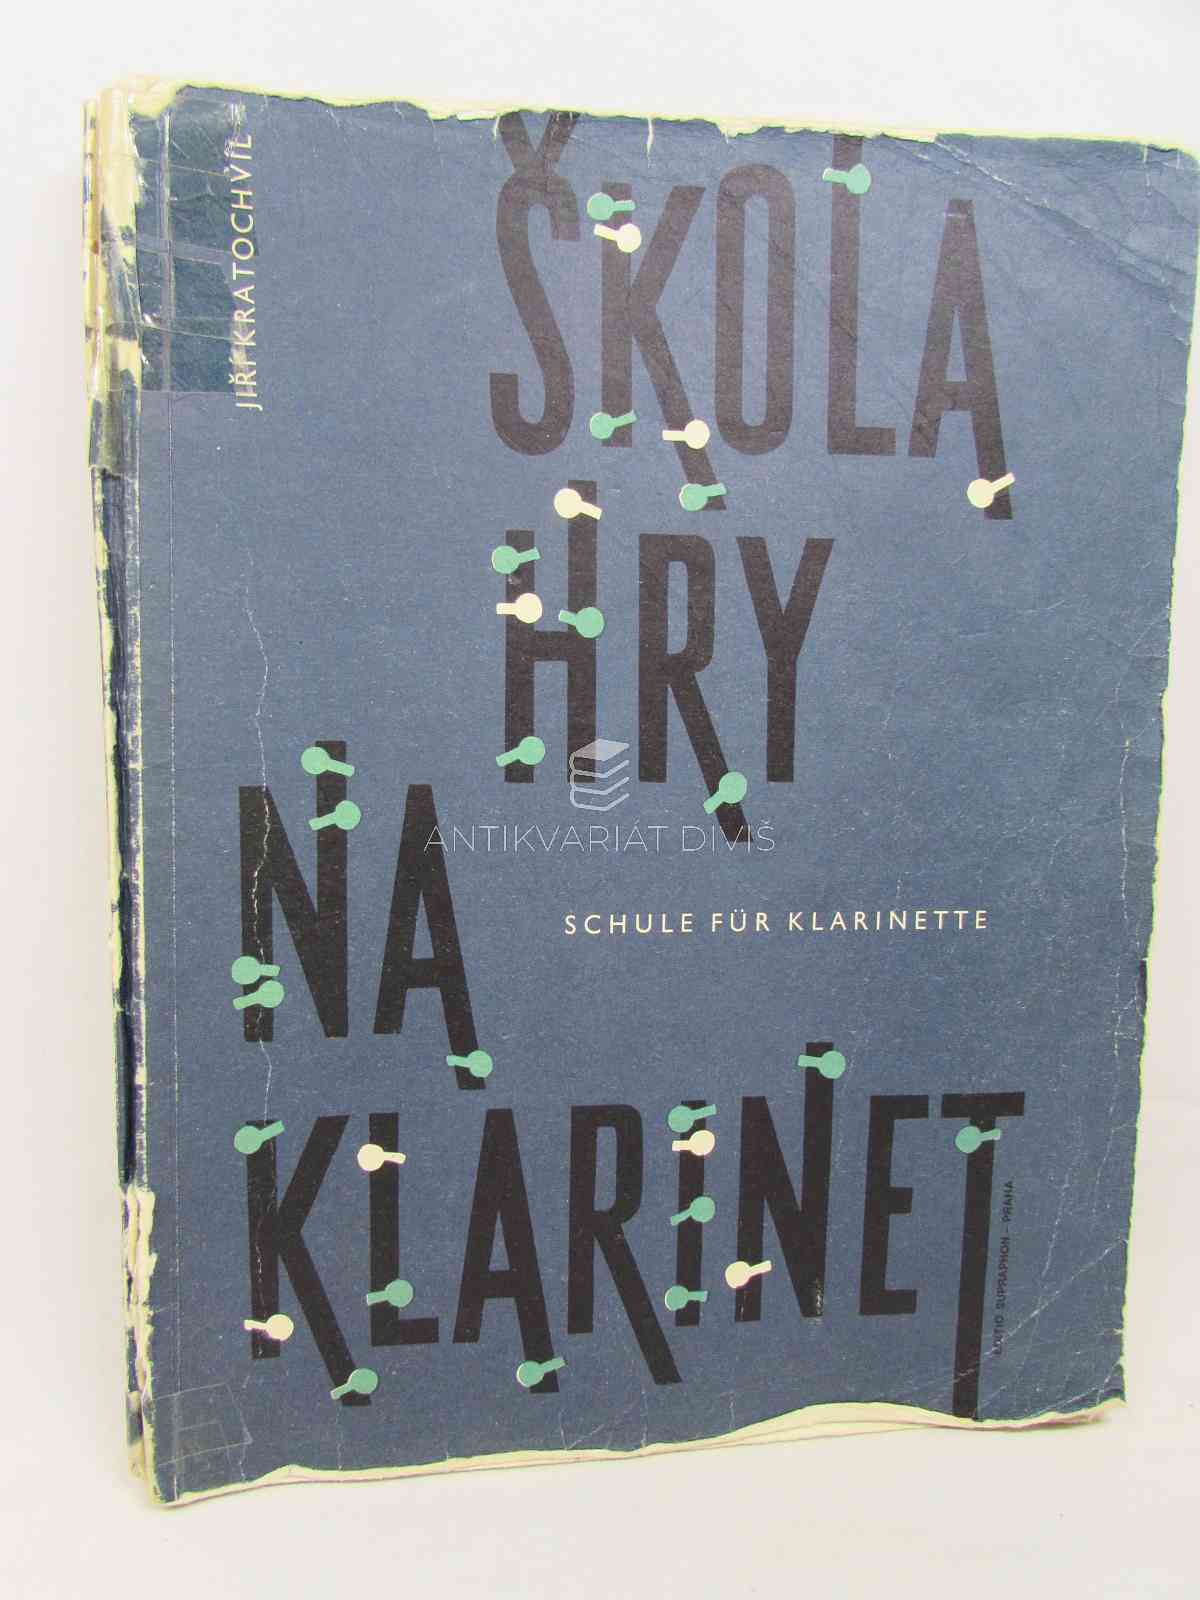 JIŘÍ KRATOCHVÍL
ŠKOLA
HRY
NA
KLARINET
SCHULE FÜR KLARINETTE
EDITIO SUPRAPHON - PRAHA
ANTIKVARIÁT DIVIŠ